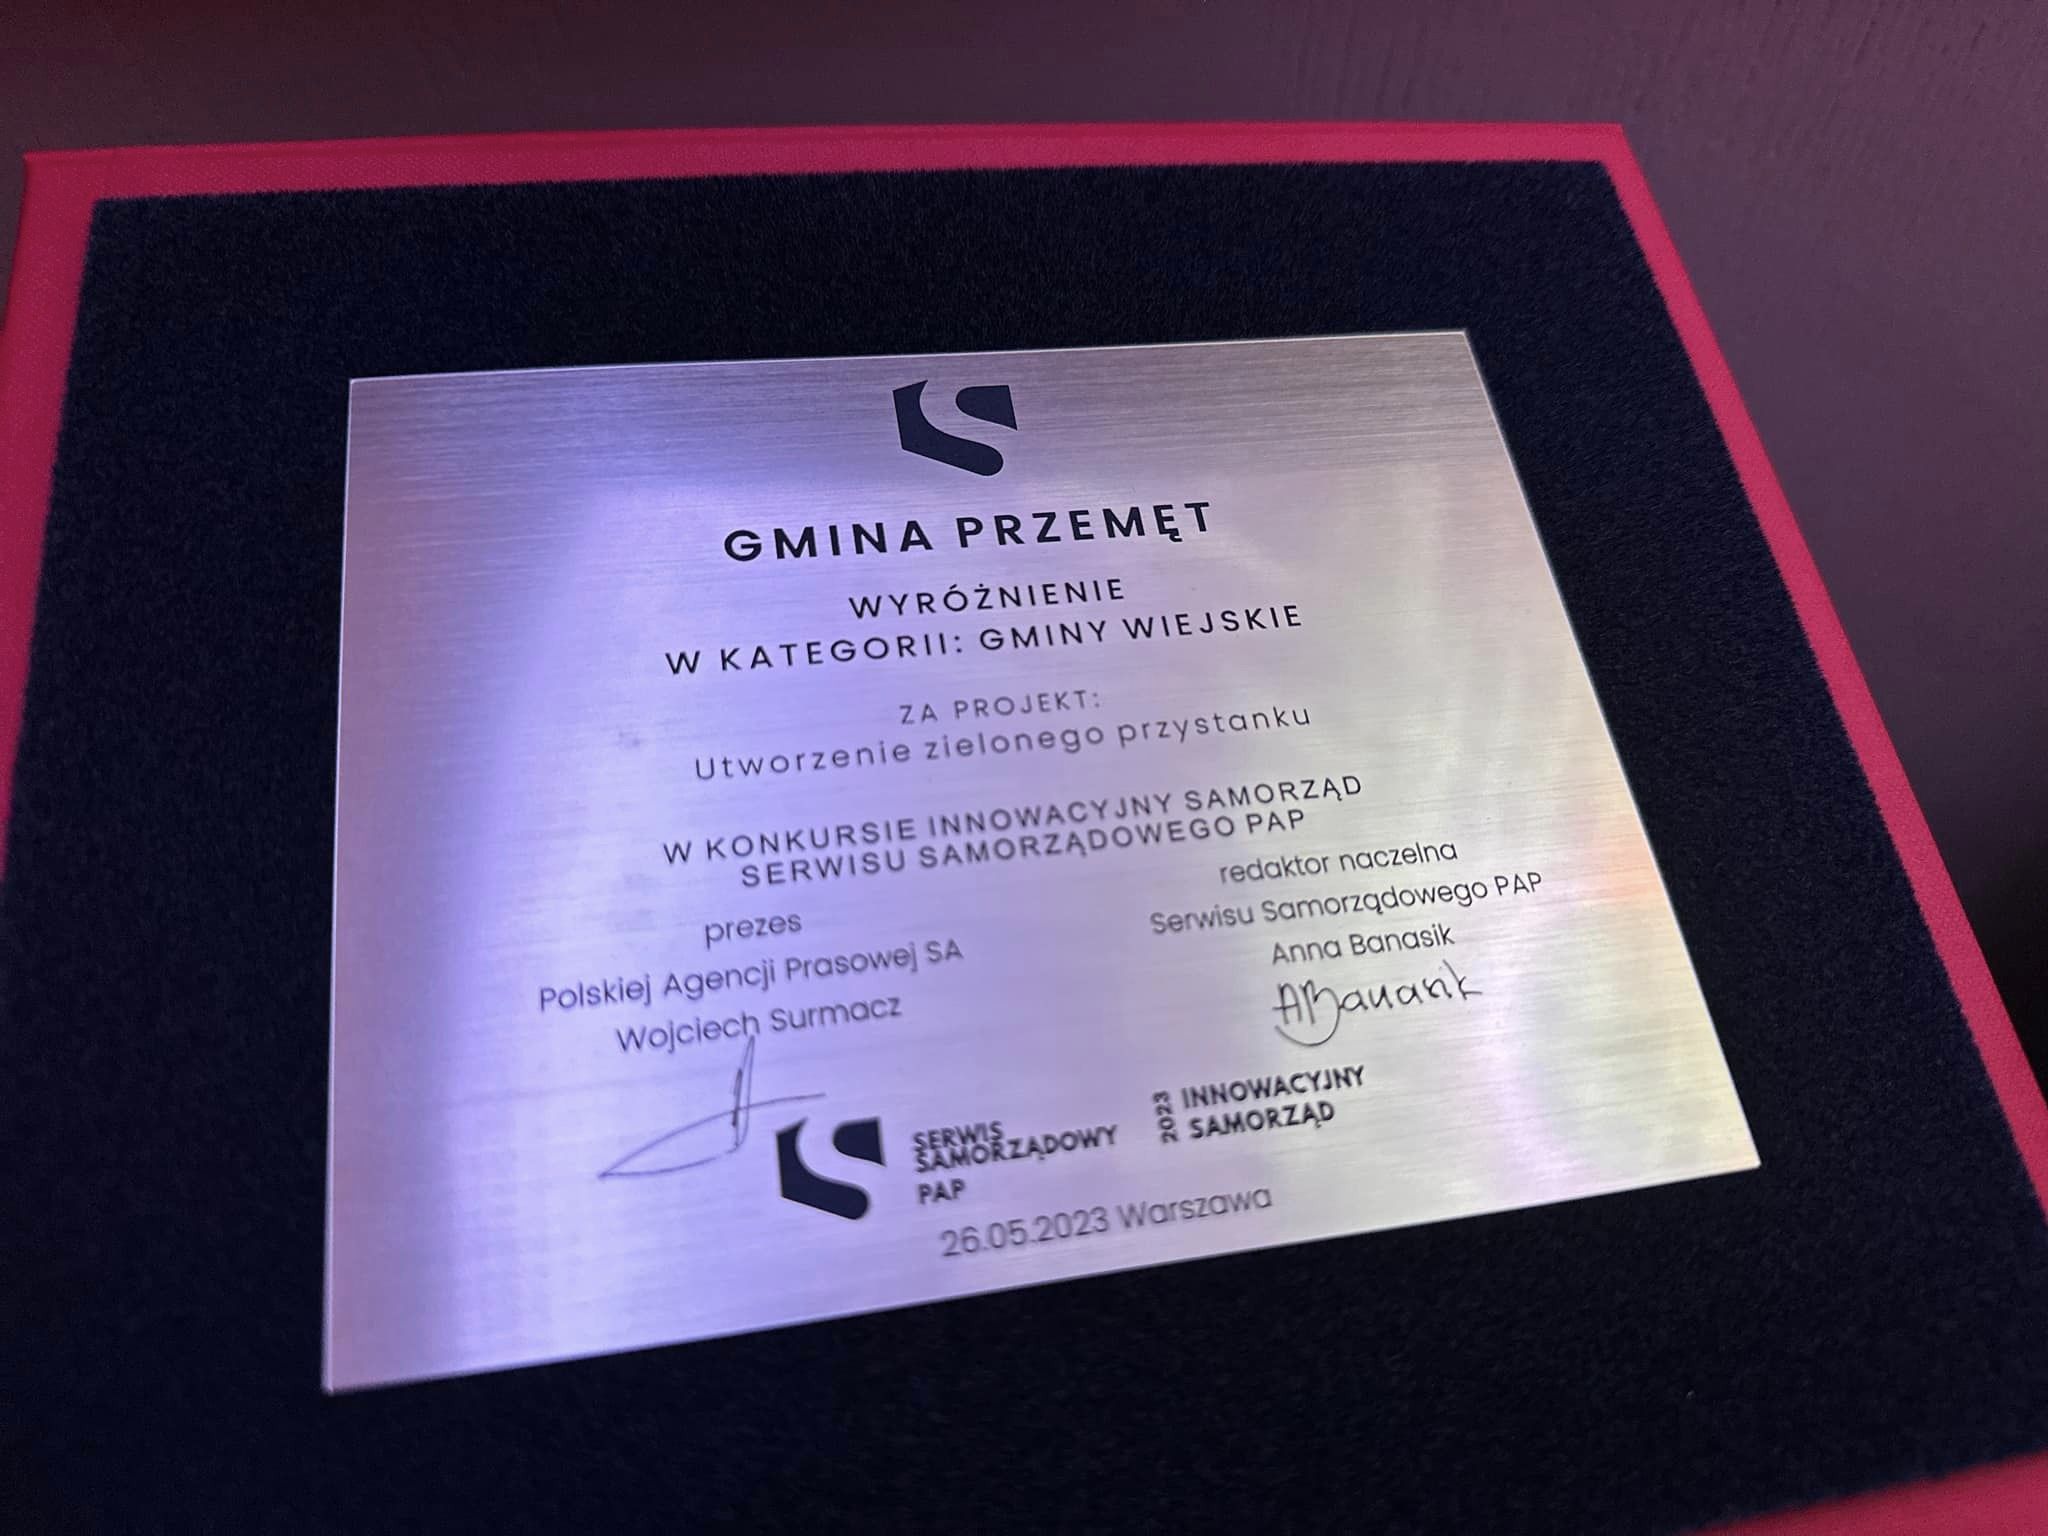 GMINA PRZEMĘT
WYRÓŻNIENIE
W KATEGORII: GMINY WIEJSKIE
ZA PROJEKT:
Utworzenie zielonego przystanku
W KONKURSIE INNOWACYJNY SAMORZĄD
SERWISU SAMORZĄDOWEGO PAP
prezes
Polskiej Agencji Prasowej SA
Wojciech Surmacz
redaktor naczelna
Serwisu Samorządowego PAP
Anna Banasik
ABanasik
SERWIS
SAMORZĄDOWY
PAP
2023
INNOWACYJNY
SAMORZĄD
26.05.2023 Warszawa